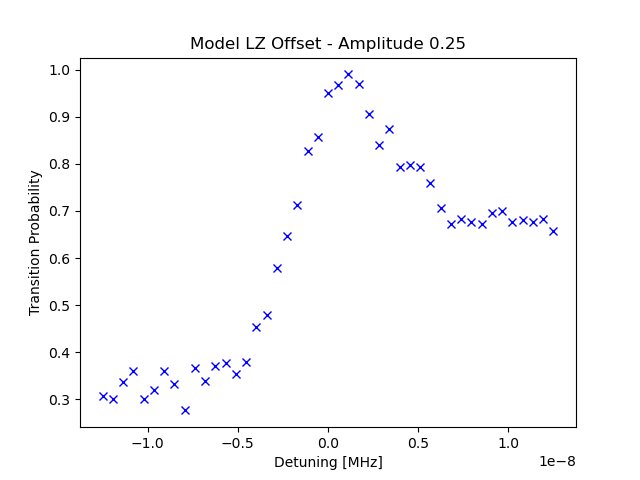 Model LZ Offset - Amplitude 0.25
1.0
0.9
0.8
0.7
0.6
0.5
0.4
0.3
Transition Probability
−1.0 −0.5 0.0 0.5 1.0
1e−8
Detuning [MHz]